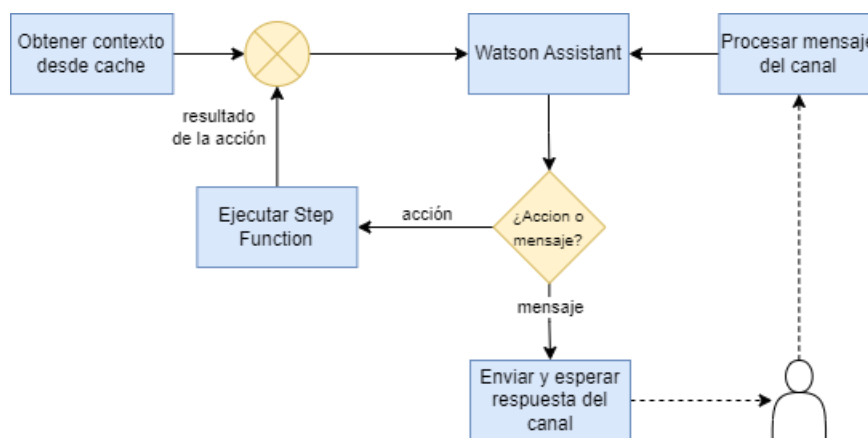 Obtener contexto
desde cache
Watson Assistant
Procesar mensaje
del canal
resultado
de la acción
Ejecutar Step
Function
acción
¿Accion o
mensaje?
mensaje
Enviar y esperar
respuesta del
canal